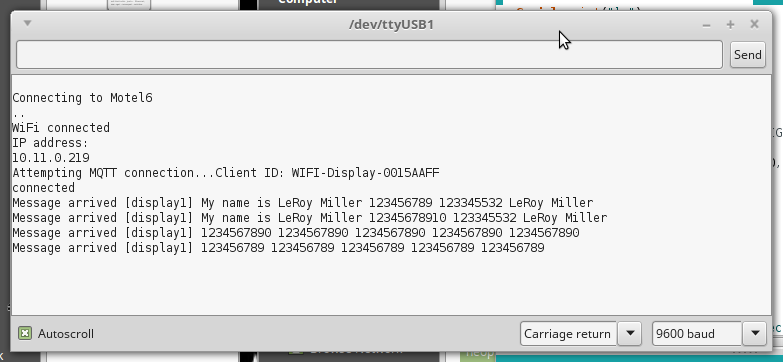 Computer
/dev/ttyUSB1
Send
Connecting to Motel6
..
WiFi connected
IP address:
10.11.0.219
Attempting MQTT connection...Client ID: WIFI-Display-0015AAFF
connected
Message arrived [display1] My name is LeRoy Miller 123456789 123345532 LeRoy Miller
Message arrived [display1] My name is LeRoy Miller 12345678910 123345532 LeRoy Miller
Message arrived [display1] 1234567890 1234567890 1234567890 1234567890 1234567890
Message arrived [display1] 123456789 123456789 123456789 123456789 123456789
Autoscroll
Carriage return
9600 baud